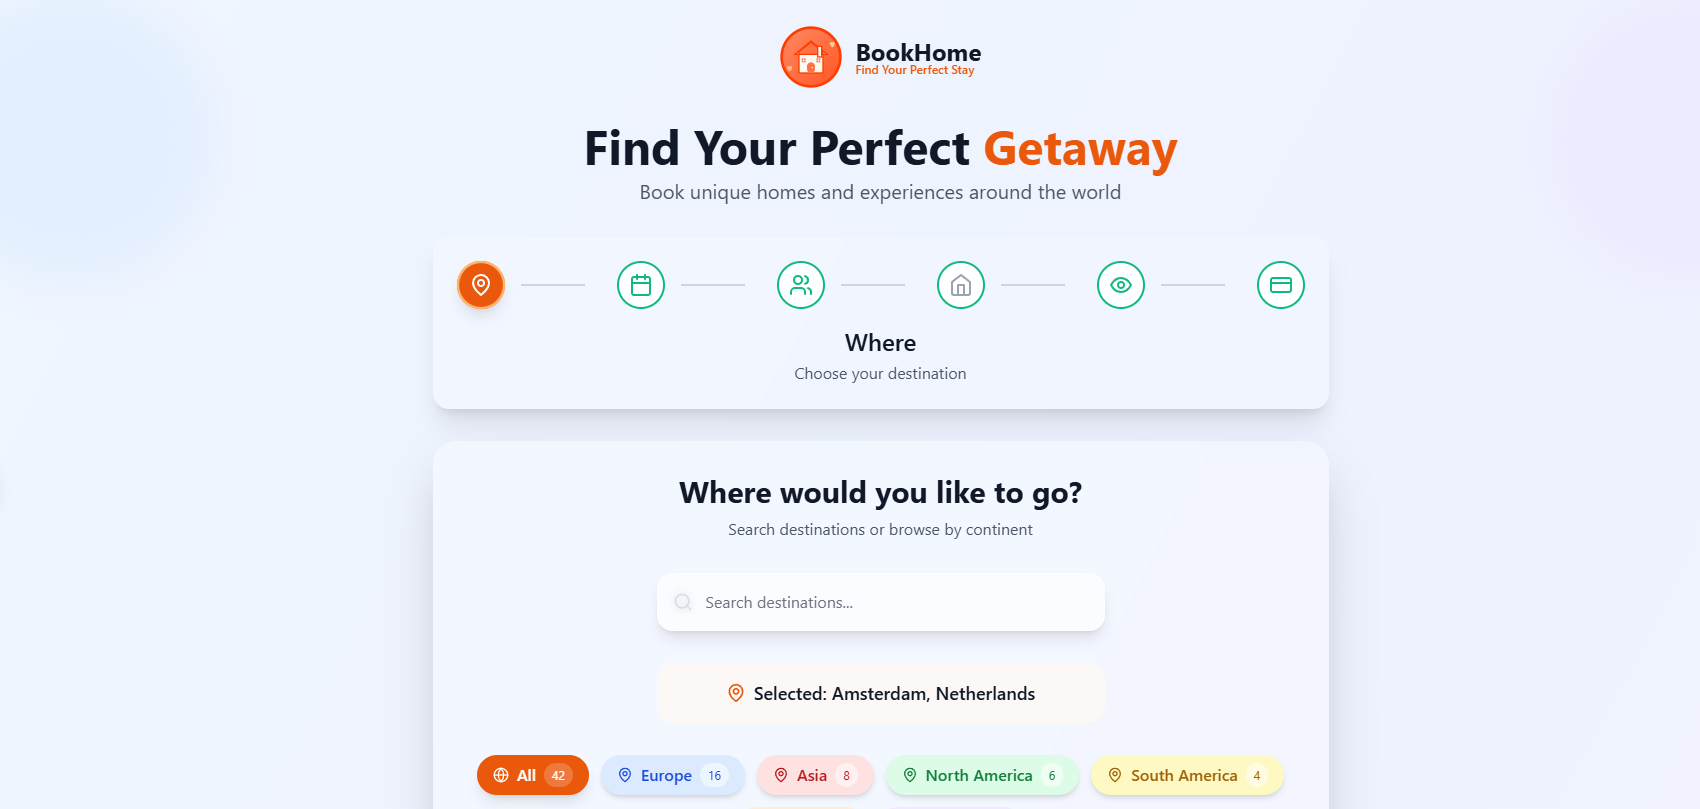 BookHome
Find Your Perfect Stay
Find Your Perfect Getaway
Book unique homes and experiences around the world
Where
Choose your destination
Where would you like to go?
Search destinations or browse by continent
Search destinations...
Selected: Amsterdam, Netherlands
All 42 Europe 16 Asia 8 North America 6 South America 4